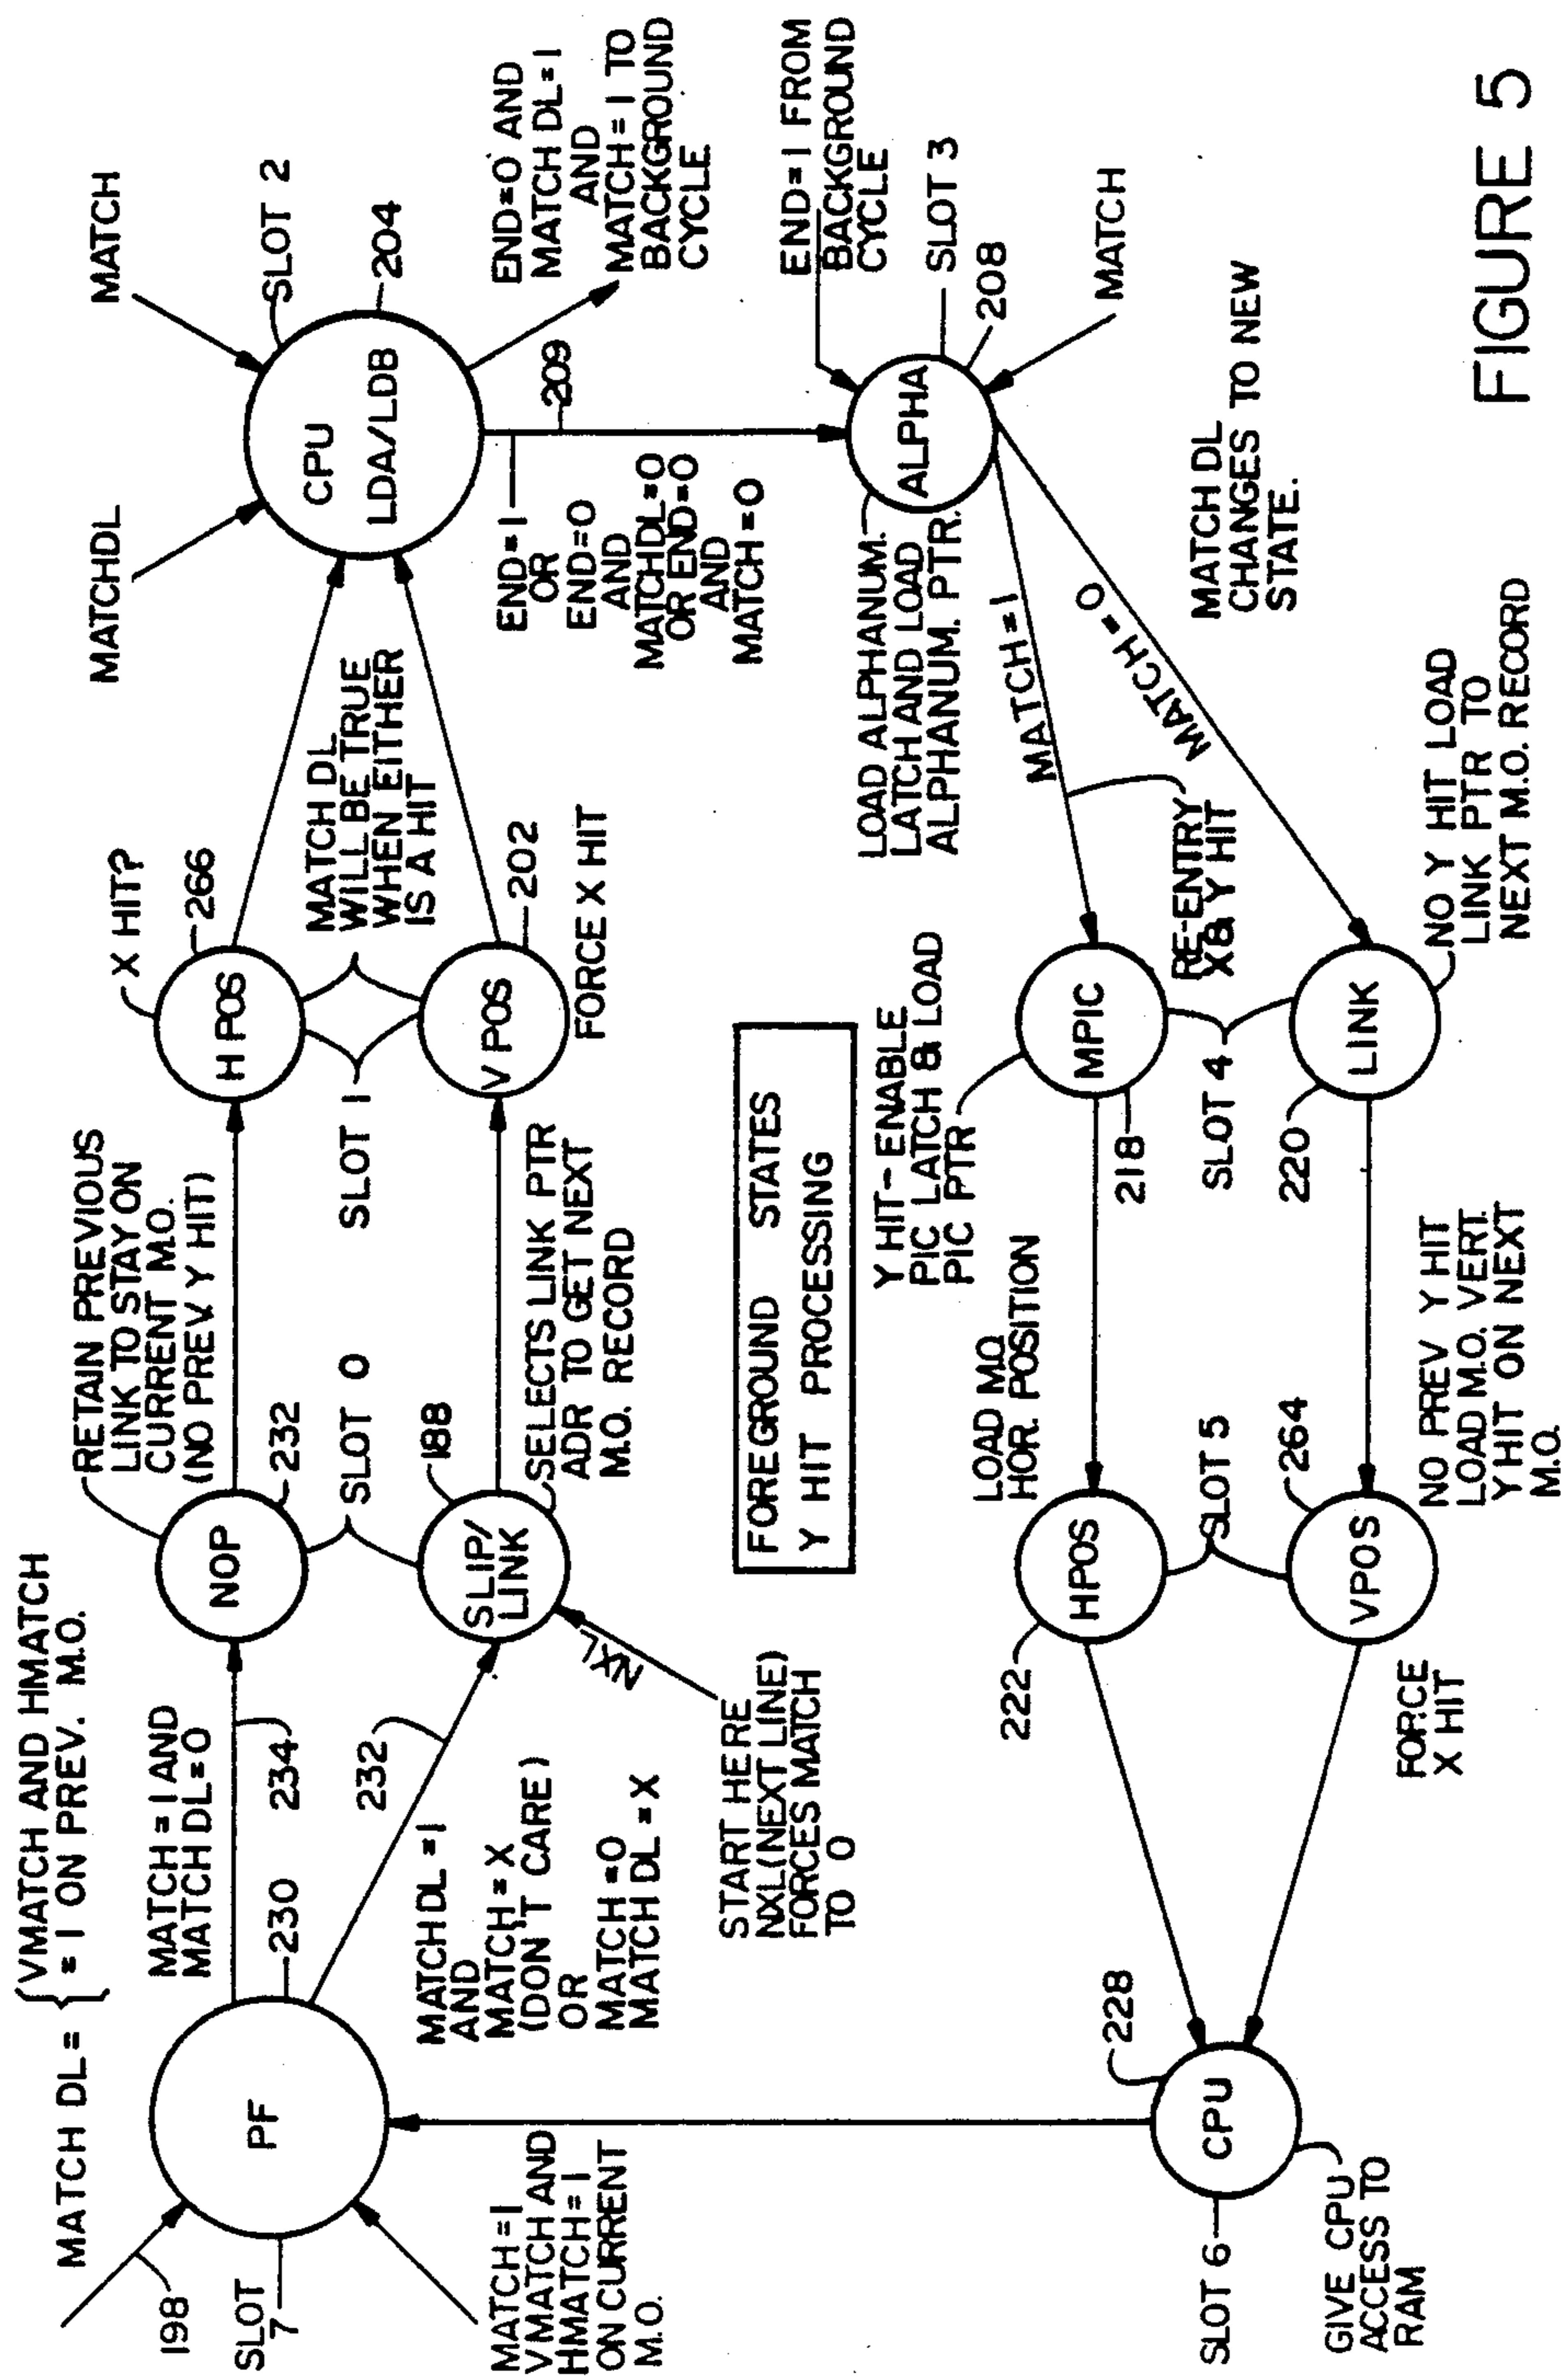 MATCH DL = { VMATCH AND HMATCH
= 1 ON PREV. M.O.
198
SLOT
7
PF
230
MATCH=1
VMATCH AND
HMATCH=1
ON CURRENT
M.O.
MATCH = 1 AND
MATCH DL=0
234
232
MATCH DL = 1
AND
MATCH = X
(DON'T CARE)
OR
MATCH=0
MATCH DL = X
START HERE
NXL (NEXT LINE)
FORCES MATCH
TO 0
NXL
RETAIN PREVIOUS
LINK TO STAY ON
CURRENT M.O.
(NO PREV. Y HIT)
NOP
232
SLOT 0
188
SLIP/
LINK
SELECTS LINK PTR
ADR TO GET NEXT
M.O. RECORD
X HIT?
266
H POS
SLOT 1
V POS
202
FORCE X HIT
MATCH DL
WILL BE TRUE
WHEN EITHER
IS A HIT
MATCHDL
MATCH
SLOT 2
204
CPU
LDA/LDB
END=0 AND
MATCH DL=1
AND
MATCH = 1 TO
BACKGROUND
CYCLE
209
END=1
OR
END=0
AND
MATCHDL=0
OR END=0
AND
MATCH=0
END=1 FROM
BACKGROUND
CYCLE
SLOT 3
208
MATCH
ALPHA
LOAD ALPHANUM.
LATCH AND LOAD
ALPHANUM. PTR.
MATCH=1
MATCH=0
MATCH DL
CHANGES TO NEW
STATE.
RE-ENTRY
X & Y HIT
FOREGROUND STATES
Y HIT PROCESSING
Y HIT- ENABLE
PIC LATCH & LOAD
PIC PTR
MPIC
218
SLOT 4
220
LINK
NO Y HIT LOAD
LINK PTR TO
NEXT M.O. RECORD
LOAD M.O.
HOR. POSITION
HPOS
222
SLOT 5
264
VPOS
NO PREV Y HIT
LOAD M.O. VERT.
Y HIT ON NEXT
M.O.
FORCE
X HIT
228
CPU
SLOT 6
GIVE CPU
ACCESS TO
RAM
FIGURE 5